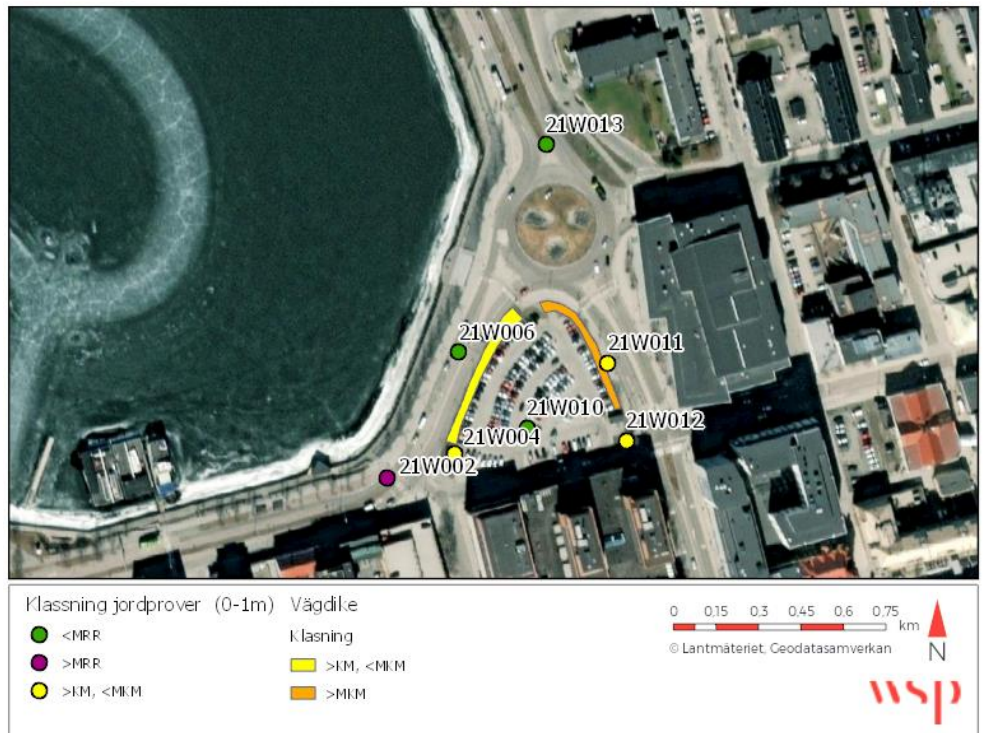 21W013
21W006
21W011
21W010
21W012
21W004
21W002
Klassning jordprover (0-1m)
<MRR
>MRR
>KM, <MKM
Vägdike
Klasning
>KM, <MKM
>MKM
0 0,15 0,3 0,45 0,6 0,75
km
© Lantmäteriet, Geodatasamverkan
N
wsp